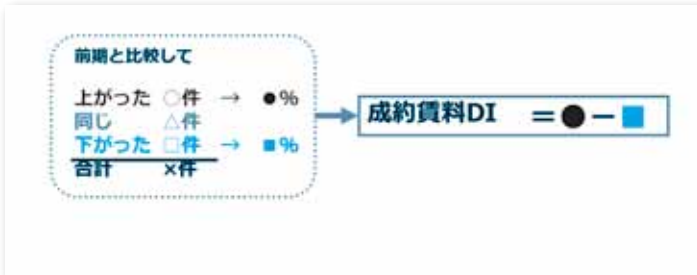 前期と比較して
上がった ○件 → ●%
同じ △件
下がった □件 → ■%
合計 ×件
成約賃料DI =●−■